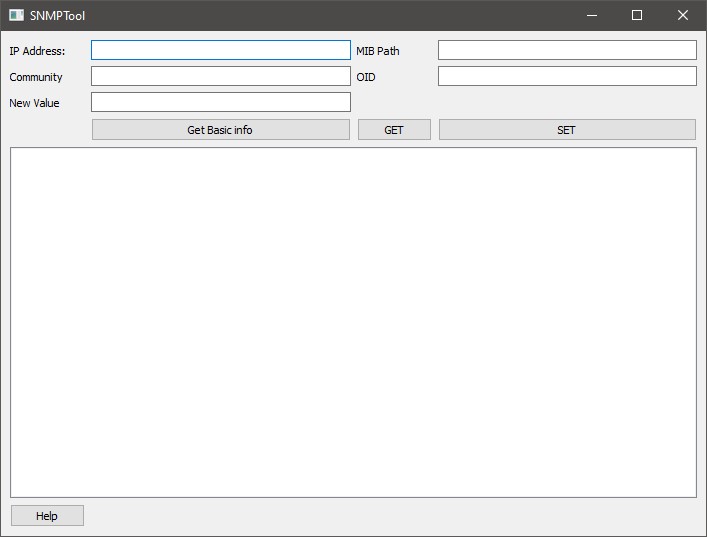 SNMPTool
IP Address: MIB Path
Community OID
New Value
Get Basic info GET SET
Help